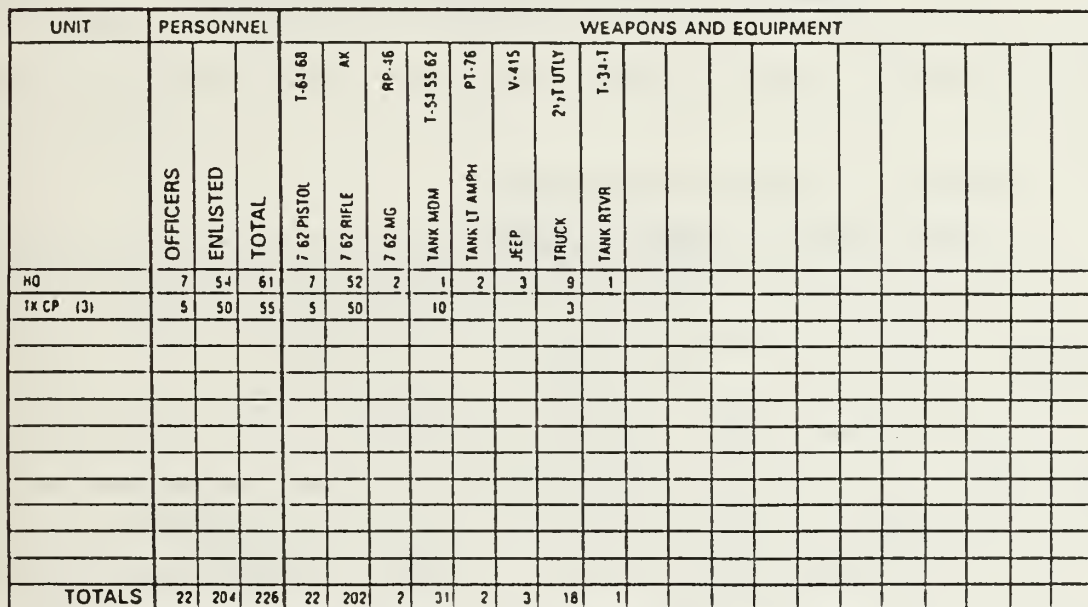 UNIT PERSONNEL WEAPONS AND EQUIPMENT
OFFICERS ENLISTED TOTAL 7 62 PISTOL T-64 68 7 62 RIFLE AK 7 62 MG RP-46 TANK MDM T-54 55 62 TANK LT AMPH PT-76 JEEP V-415 TRUCK 2½T UTLY TANK RTVR T-34-T
HQ 7 54 61 7 52 2 1 2 3 9 1
TK CP (3) 5 50 55 5 50 10 3
TOTALS 22 204 226 22 202 2 31 2 3 18 1